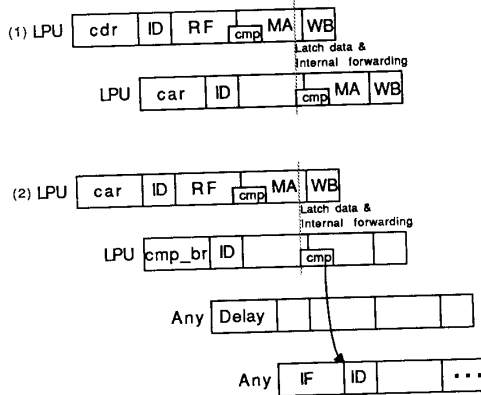 (1) LPU cdr ID RF cmp MA WB
Latch data &
Internal forwarding
LPU car ID cmp MA WB
(2) LPU car ID RF cmp MA WB
Latch data &
Internal forwarding
LPU cmp_br ID cmp
Any Delay
Any IF ID ...